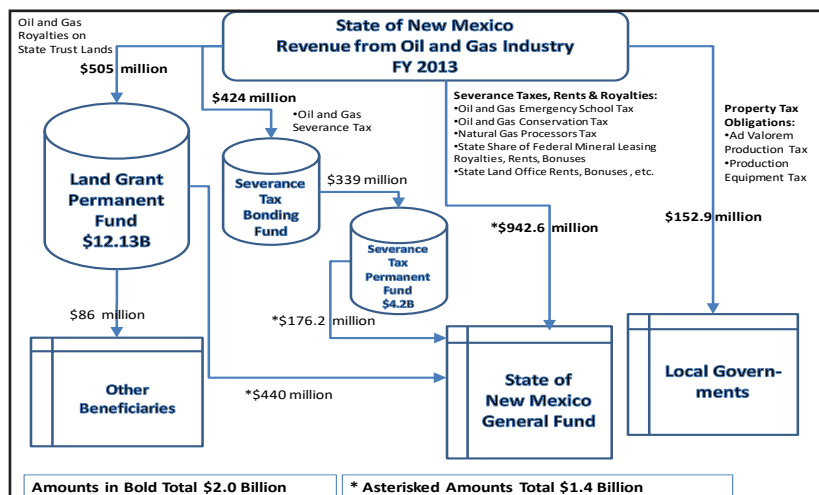 State of New Mexico
Revenue from Oil and Gas Industry
FY 2013
Oil and Gas
Royalties on
State Trust Lands
$505 million
$424 million
•Oil and Gas
Severance Tax
Severance Taxes, Rents & Royalties:
•Oil and Gas Emergency School Tax
•Oil and Gas Conservation Tax
•Natural Gas Processors Tax
•State Share of Federal Mineral Leasing
Royalties, Rents, Bonuses
•State Land Office Rents, Bonuses , etc.
Property Tax
Obligations:
•Ad Valorem
Production Tax
•Production
Equipment Tax
Land Grant
Permanent
Fund
$12.13B
Severance
Tax
Bonding
Fund
$339 million
Severance
Tax
Permanent
Fund
$4.2B
*$942.6 million
$152.9 million
$86 million
*$176.2 million
*$440 million
Other
Beneficiaries
State of
New Mexico
General Fund
Local Govern-
ments
Amounts in Bold Total $2.0 Billion
* Asterisked Amounts Total $1.4 Billion